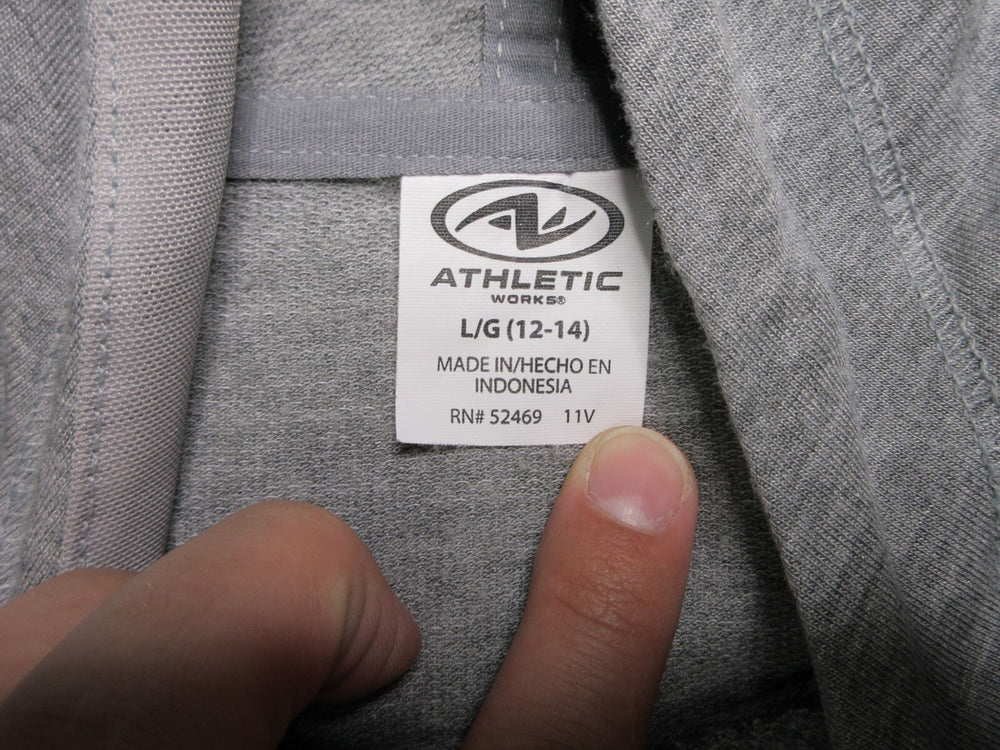 ATHLETIC
WORKS®
L/G (12-14)
MADE IN/HECHO EN
INDONESIA
RN# 52469 11V